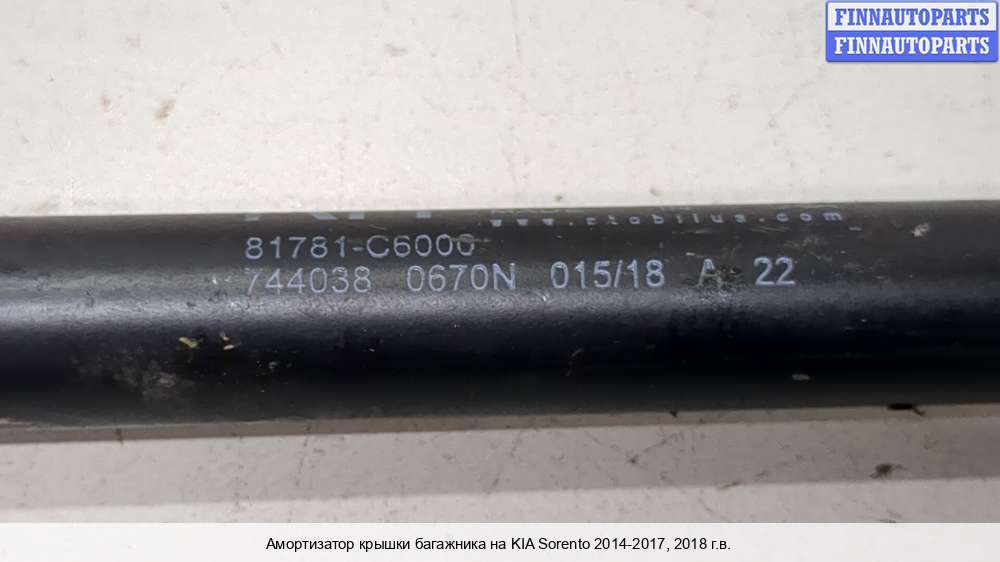 FINNAUTOPARTS
FINNAUTOPARTS
www.stabilus.com
81781-C6000
744038 0670N 015/18 A 22
Амортизатор крышки багажника на KIA Sorento 2014-2017, 2018 г.в.